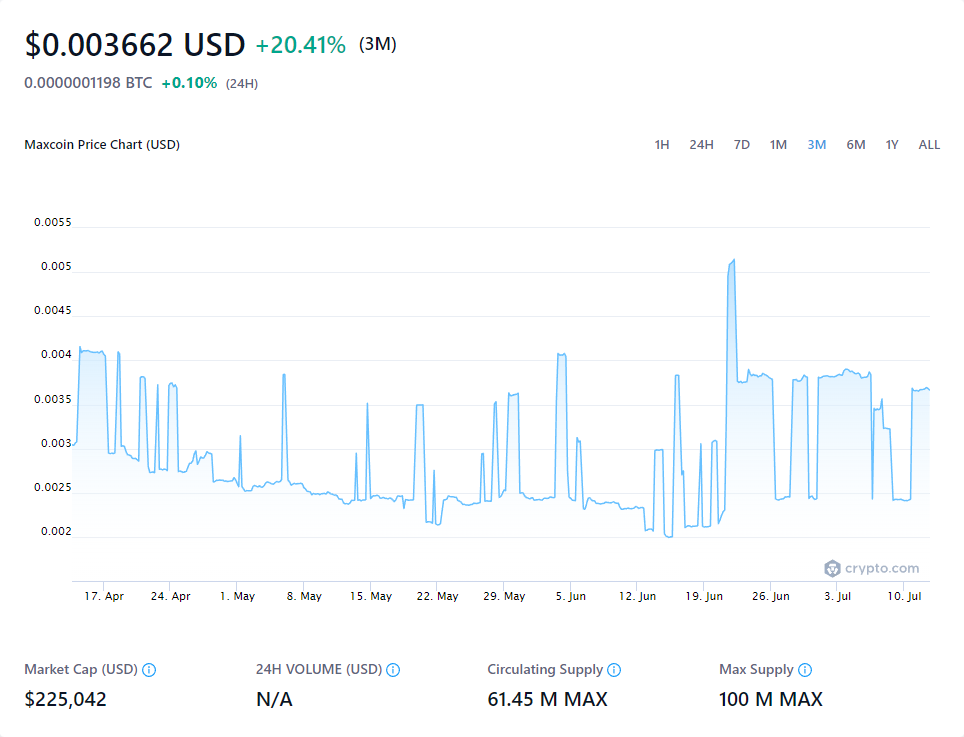 $0.003662 USD +20.41% (3M)
0.0000001198 BTC +0.10% (24H)
Maxcoin Price Chart (USD) 1H 24H 7D 1M 3M 6M 1Y ALL
0.0055
0.005
0.0045
0.004
0.0035
0.003
0.0025
0.002
crypto.com
17. Apr 24. Apr 1. May 8. May 15. May 22. May 29. May 5. Jun 12. Jun 19. Jun 26. Jun 3. Jul 10. Jul
Market Cap (USD) 24H VOLUME (USD) Circulating Supply Max Supply
$225,042 N/A 61.45 M MAX 100 M MAX